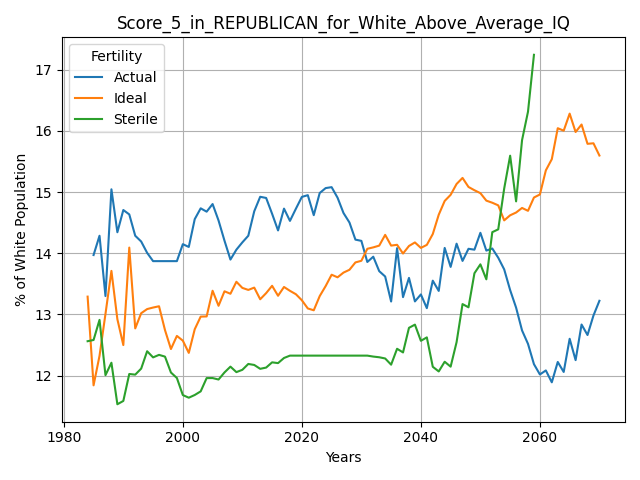 Score_5_in_REPUBLICAN_for_White_Above_Average_IQ
Fertility
Actual
Ideal
Sterile
% of White Population
17
16
15
14
13
12
1980
2000
2020
2040
2060
Years